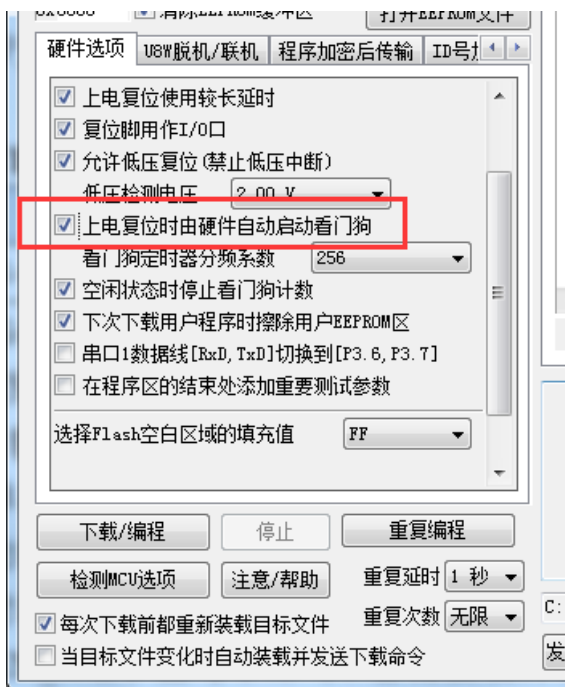 硬件选项 U8W脱机/联机 程序加密后传输 ID号
上电复位使用较长延时
复位脚用作I/O口
允许低压复位(禁止低压中断)
低压检测电压 2.00 V
上电复位时由硬件自动启动看门狗
看门狗定时器分频系数 256
空闲状态时停止看门狗计数
下次下载用户程序时擦除用户EEPROM区
串口1数据线[RxD,TxD]切换到[P3.6,P3.7]
在程序区的结束处添加重要测试参数
选择Flash空白区域的填充值 FF
下载/编程 停止 重复编程
检测MCU选项 注意/帮助 重复延时 1 秒
每次下载前都重新装载目标文件 重复次数 无限
当目标文件变化时自动装载并发送下载命令
C:
发